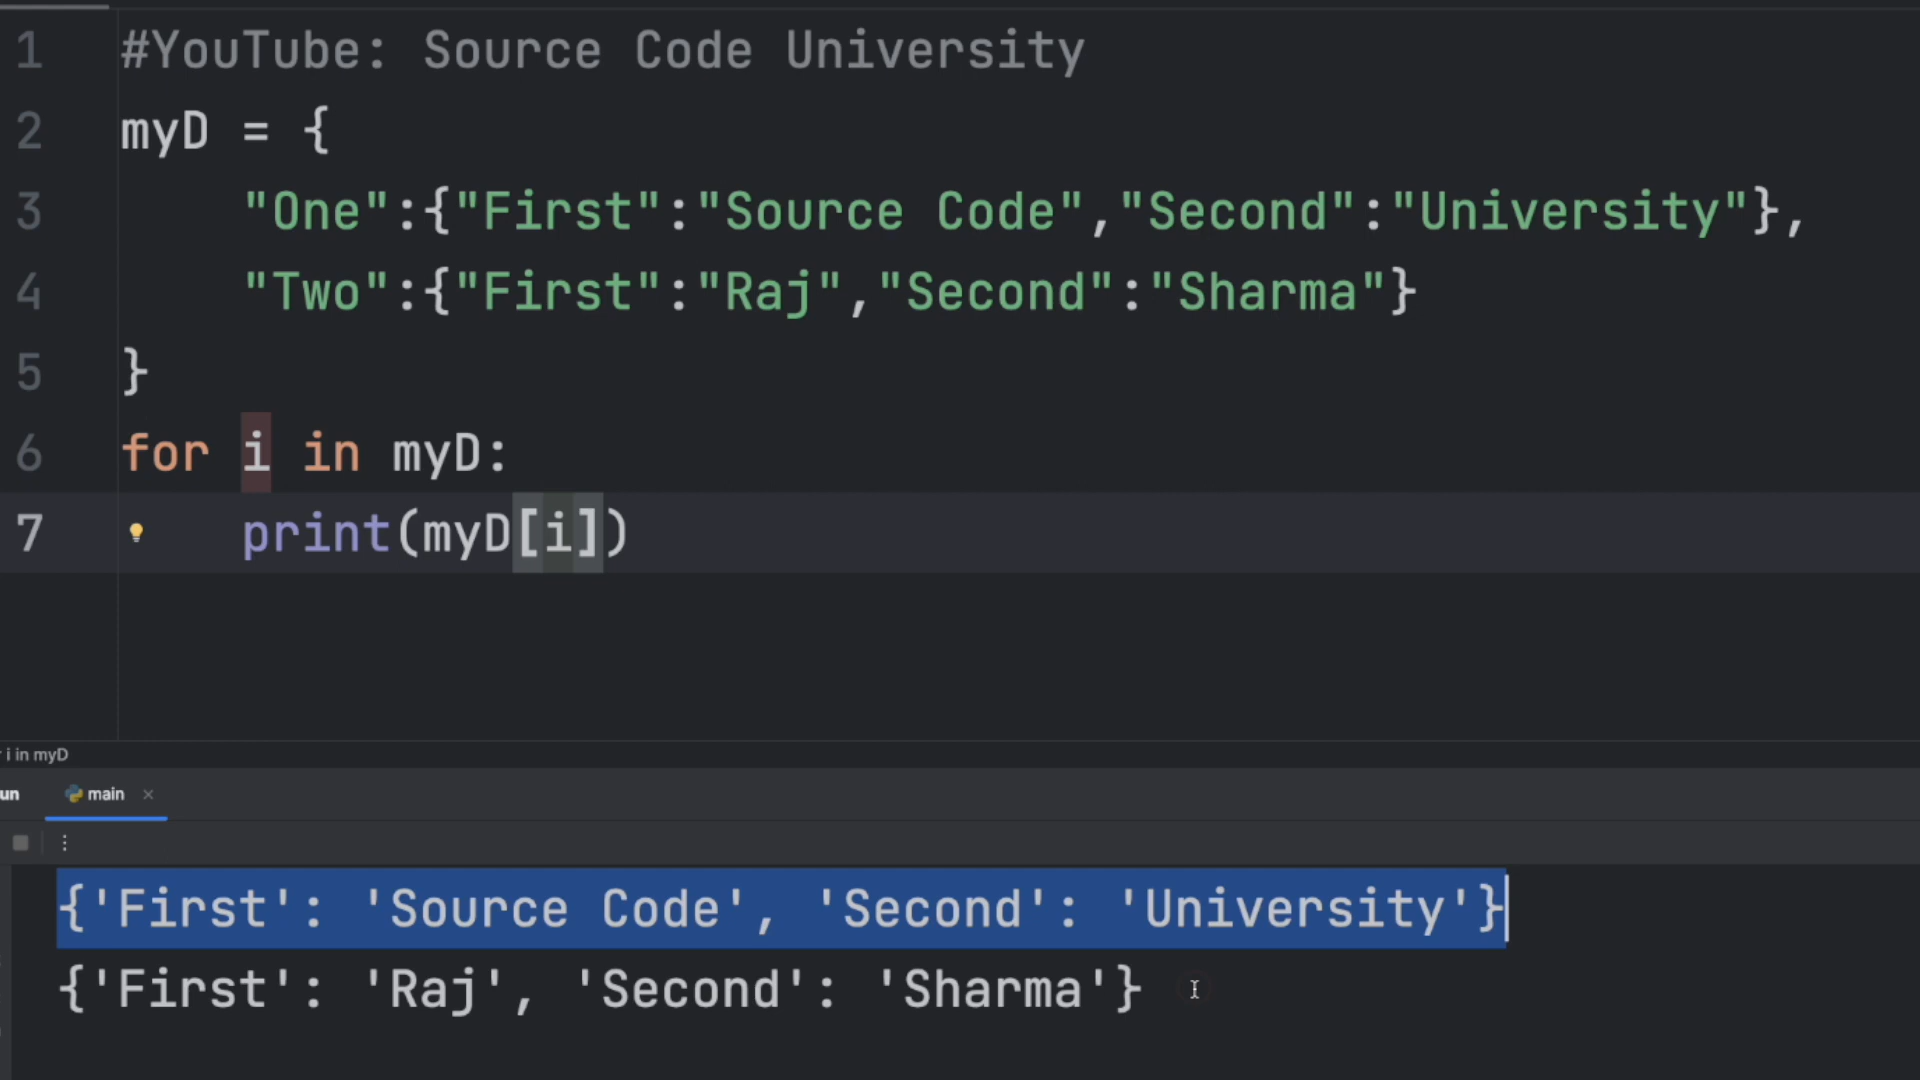 1 #YouTube: Source Code University
2 myD = {
3 "One":{"First":"Source Code","Second":"University"},
4 "Two":{"First":"Raj","Second":"Sharma"}
5 }
6 for i in myD:
7 print(myD[i])
i in myD
un main
{'First': 'Source Code', 'Second': 'University'}
{'First': 'Raj', 'Second': 'Sharma'}